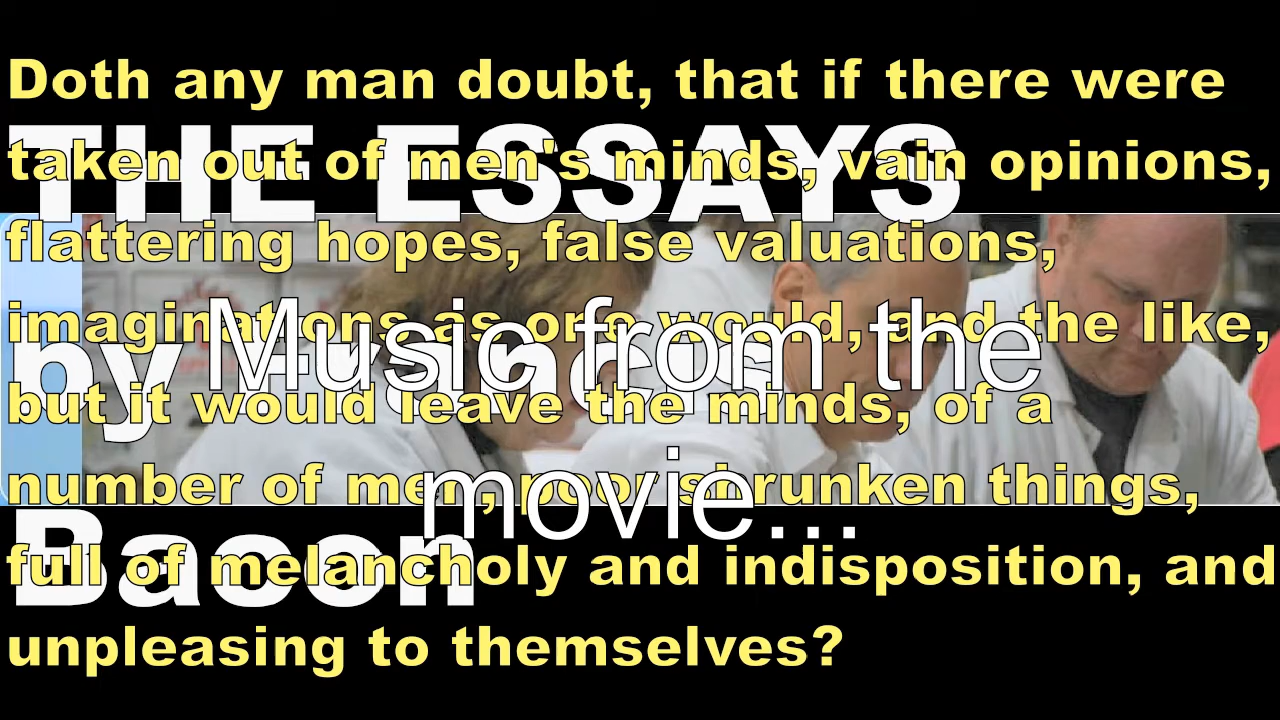 Doth any man doubt, that if there were
taken out of men's minds, vain opinions,
flattering hopes, false valuations,
imaginations as one would, and the like,
but it would leave the minds, of a
number of men, poor shrunken things,
full of melancholy and indisposition, and
unpleasing to themselves?
THE ESSAYS
by Francis
Bacon
Music from the
movie...